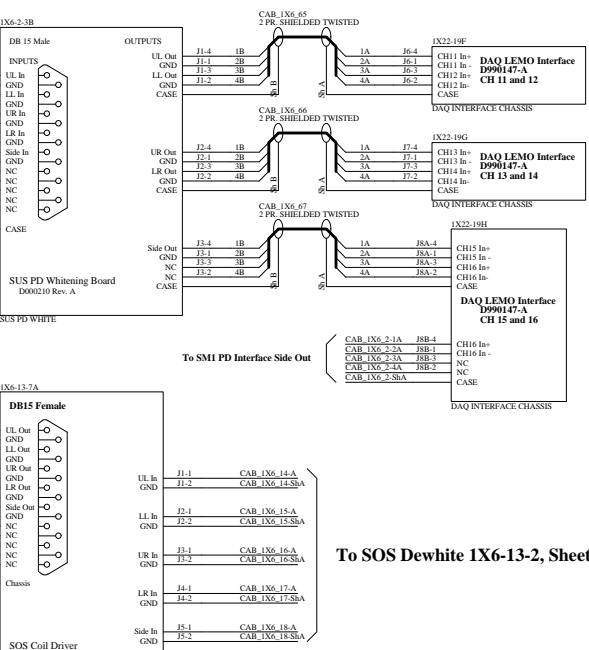 1X6-2-3B
DB 15 Male
OUTPUTS
INPUTS
UL In
GND
LL In
GND
UR In
GND
LR In
GND
Side In
GND
NC
NC
NC
NC
NC
CASE
UL Out
GND
LL Out
GND
CASE
J1-4 1B
J1-1 2B
J1-3 3B
J1-2 4B
CAB_1X6_65
2 PR. SHIELDED TWISTED
Sh B
Sh A
1A J6-4
2A J6-1
3A J6-3
4A J6-2
1X22-19F
CH11 In+
CH11 In -
CH12 In+
CH12 In-
CASE
DAQ LEMO Interface
D990147-A
CH 11 and 12
DAQ INTERFACE CHASSIS
UR Out
GND
LR Out
GND
CASE
J2-4 1B
J2-1 2B
J2-3 3B
J2-2 4B
CAB_1X6_66
2 PR. SHIELDED TWISTED
Sh B
Sh A
1A J7-4
2A J7-1
3A J7-3
4A J7-2
1X22-19G
CH13 In+
CH13 In -
CH14 In+
CH14 In-
CASE
DAQ LEMO Interface
D990147-A
CH 13 and 14
DAQ INTERFACE CHASSIS
Side Out
GND
NC
NC
CASE
J3-4 1B
J3-1 2B
J3-3 3B
J3-2 4B
CAB_1X6_67
2 PR. SHIELDED TWISTED
Sh B
Sh A
1A J8A-4
2A J8A-1
3A J8A-3
4A J8A-2
1X22-19H
CH15 In+
CH15 In -
CH16 In+
CH16 In-
CASE
DAQ LEMO Interface
D990147-A
CH 15 and 16
SUS PD Whitening Board
D000210 Rev. A
SUS PD WHITE
To SM1 PD Interface Side Out
CAB_1X6_2-1A J8B-4
CAB_1X6_2-2A J8B-1
CAB_1X6_2-3A J8B-3
CAB_1X6_2-4A J8B-2
CAB_1X6_2-ShA
CH16 In+
CH16 In -
NC
NC
CASE
DAQ INTERFACE CHASSIS
1X6-13-7A
DB15 Female
UL Out
GND
LL Out
GND
UR Out
GND
LR Out
GND
Side Out
GND
NC
NC
NC
NC
NC
Chassis
UL In J1-1 CAB_1X6_14-A
GND J1-2 CAB_1X6_14-ShA
LL In J2-1 CAB_1X6_15-A
GND J2-2 CAB_1X6_15-ShA
UR In J3-1 CAB_1X6_16-A
GND J3-2 CAB_1X6_16-ShA
LR In J4-1 CAB_1X6_17-A
GND J4-2 CAB_1X6_17-ShA
Side In J5-1 CAB_1X6_18-A
GND J5-2 CAB_1X6_18-ShA
To SOS Dewhite 1X6-13-2, Sheet
SOS Coil Driver